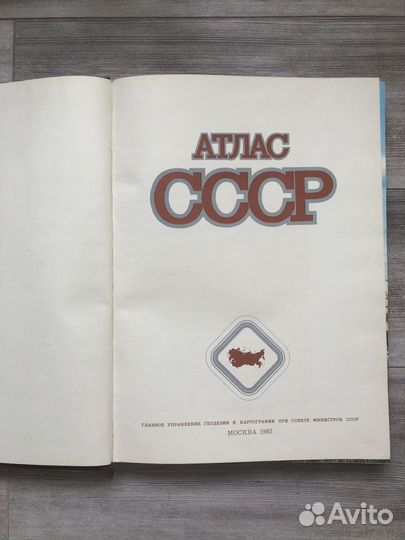 АТЛАС
СССР
ГЛАВНОЕ УПРАВЛЕНИЕ ГЕОДЕЗИИ И КАРТОГРАФИИ ПРИ СОВЕТЕ МИНИСТРОВ СССР
МОСКВА 1983
Avito